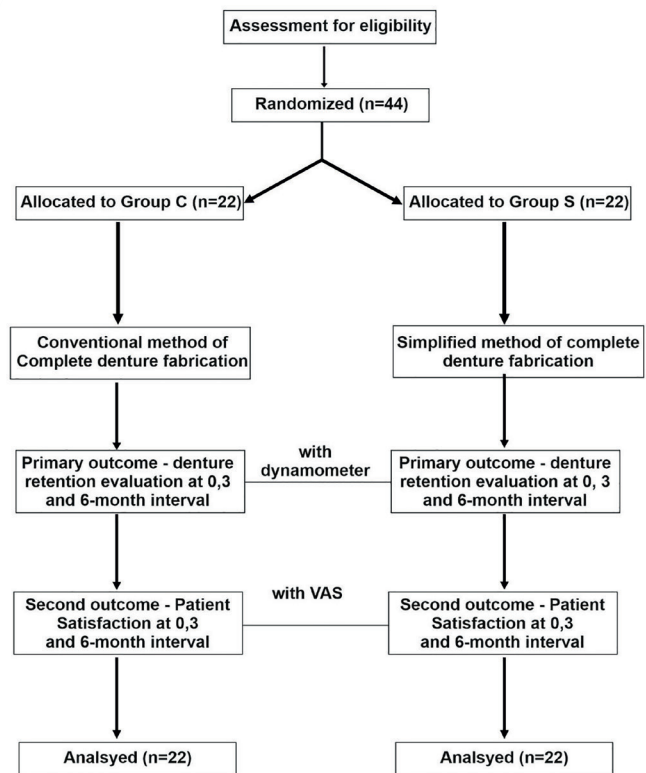 Assessment for eligibility
Randomized (n=44)
Allocated to Group C (n=22)
Allocated to Group S (n=22)
Conventional method of
Complete denture fabrication
Simplified method of complete
denture fabrication
Primary outcome - denture
retention evaluation at 0,3
and 6-month interval
with
dynamometer
Primary outcome - denture
retention evaluation at 0, 3
and 6-month interval
Second outcome - Patient
Satisfaction at 0,3
and 6-month interval
with VAS
Second outcome - Patient
Satisfaction at 0,3
and 6-month interval
Analsyed (n=22)
Analsyed (n=22)